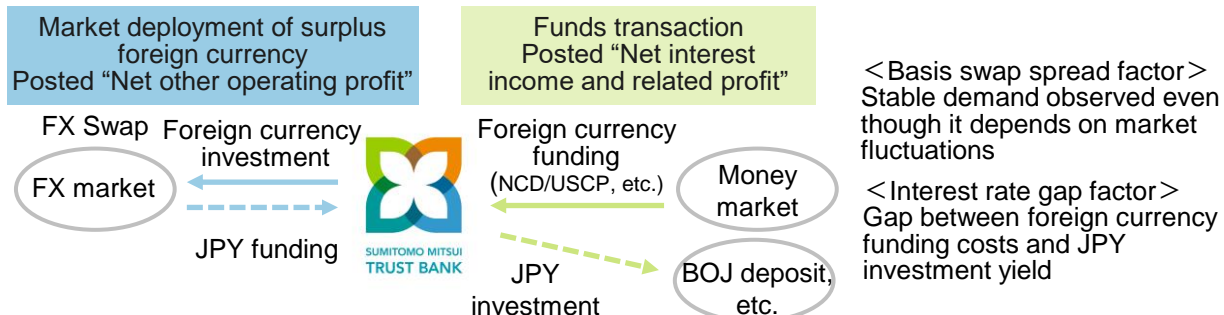 Market deployment of surplus
foreign currency
Posted “Net other operating profit”
Funds transaction
Posted “Net interest
income and related profit”
FX Swap
Foreign currency
investment
FX market
JPY funding
SUMITOMO MITSUI
TRUST BANK
Foreign currency
funding
(NCD/USCP, etc.)
Money
market
JPY
investment
BOJ deposit,
etc.
＜Basis swap spread factor＞
Stable demand observed even
though it depends on market
fluctuations
＜Interest rate gap factor＞
Gap between foreign currency
funding costs and JPY
investment yield